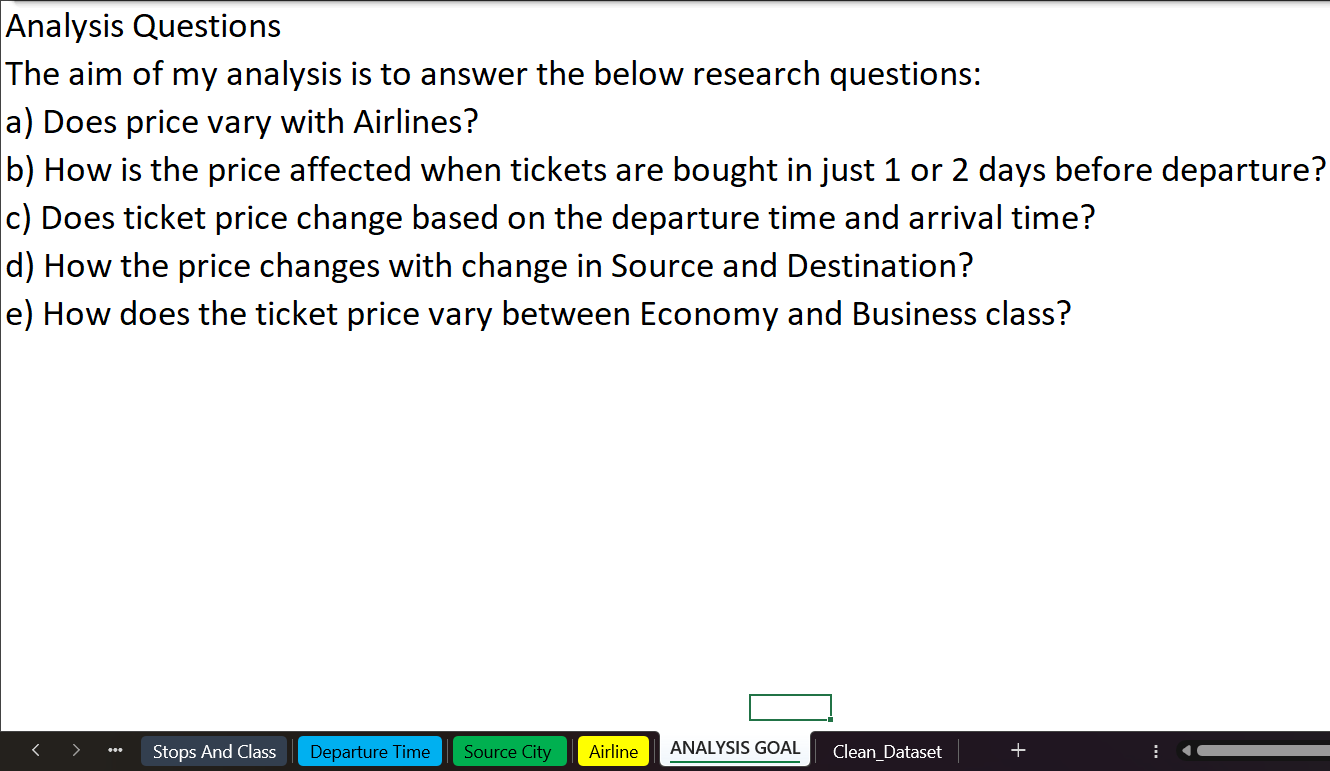 Analysis Questions
The aim of my analysis is to answer the below research questions:
a) Does price vary with Airlines?
b) How is the price affected when tickets are bought in just 1 or 2 days before departure?
c) Does ticket price change based on the departure time and arrival time?
d) How the price changes with change in Source and Destination?
e) How does the ticket price vary between Economy and Business class?
Stops And Class Departure Time Source City Airline ANALYSIS GOAL Clean_Dataset